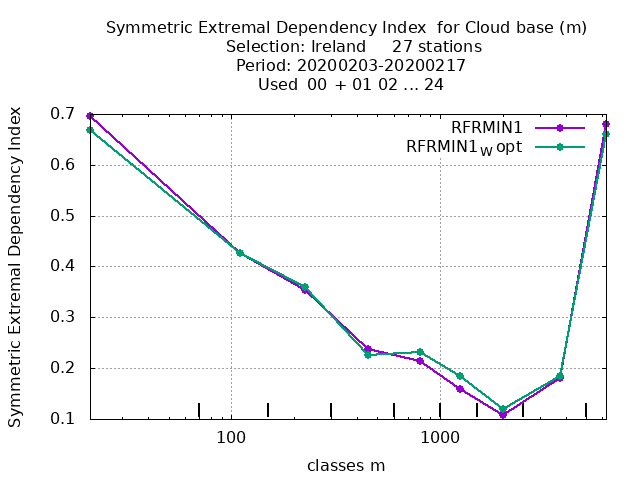 Symmetric Extremal Dependency Index for Cloud base (m)
Selection: Ireland 27 stations
Period: 20200203-20200217
Used 00 + 01 02 ... 24
Symmetric Extremal Dependency Index
0.7
0.6
0.5
0.4
0.3
0.2
0.1
RFRMIN1
RFRMIN1W opt
100 1000
classes m